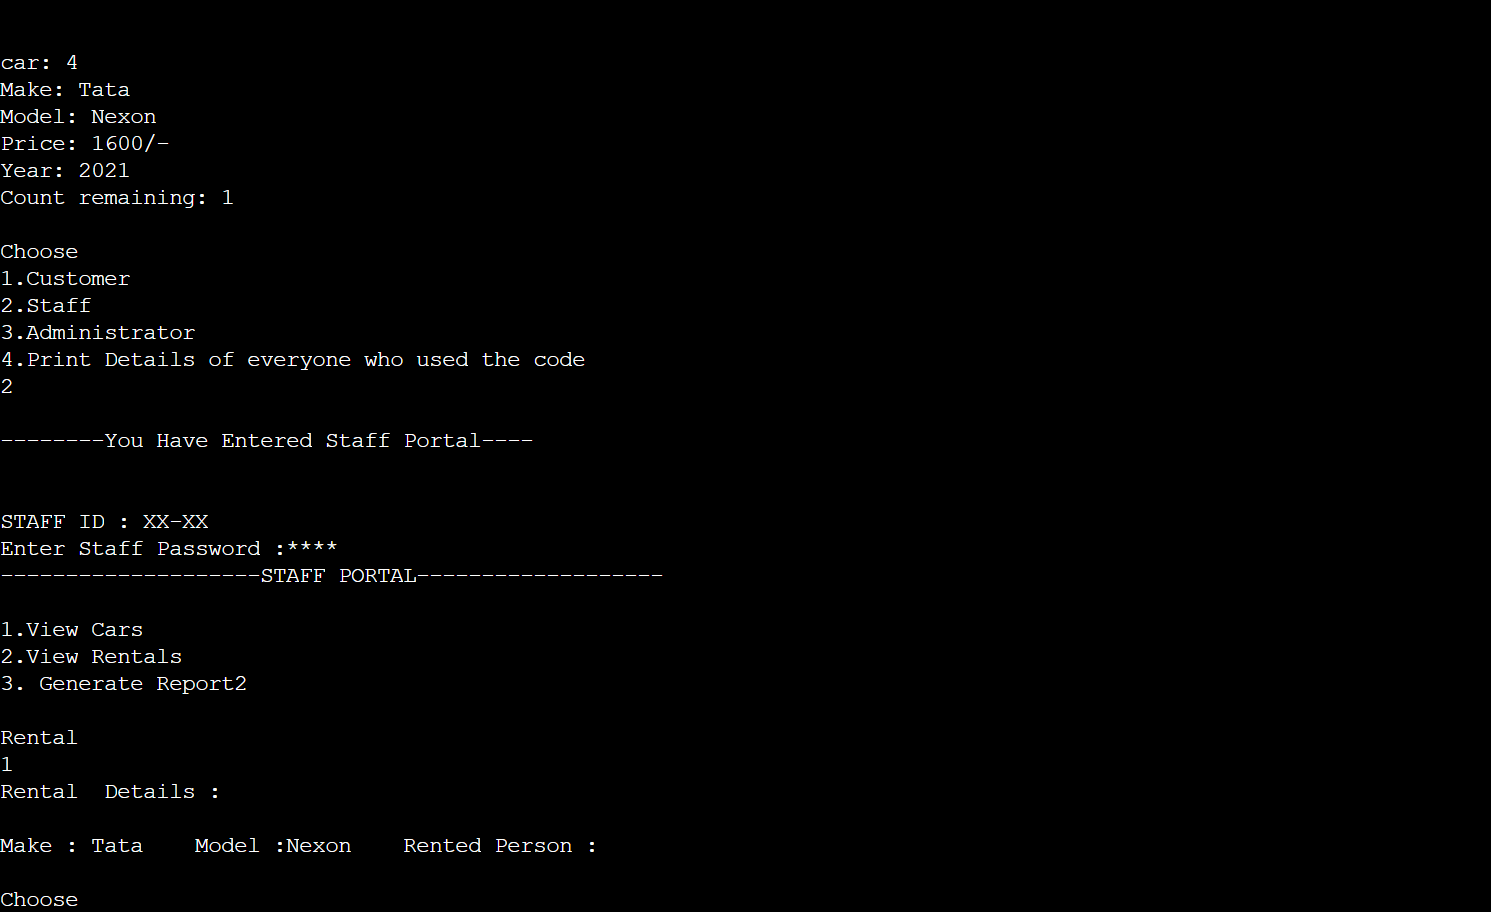 car: 4
Make: Tata
Model: Nexon
Price: 1600/-
Year: 2021
Count remaining: 1
Choose
1.Customer
2.Staff
3.Administrator
4.Print Details of everyone who used the code
2
--------You Have Entered Staff Portal----
STAFF ID : XX-XX
Enter Staff Password :****
--------------------STAFF PORTAL-------------------
1.View Cars
2.View Rentals
3. Generate Report2
Rental
1
Rental  Details :
Make : Tata    Model :Nexon    Rented Person :
Choose